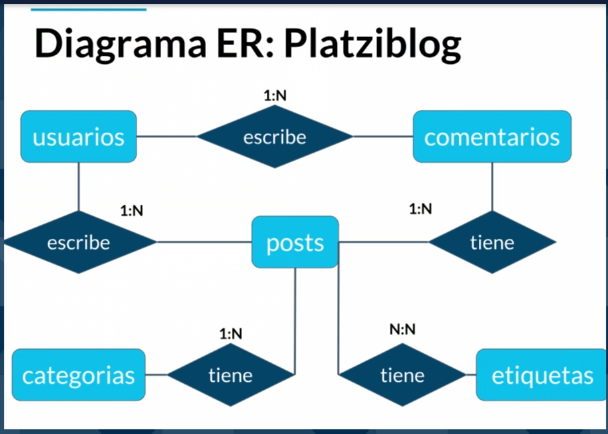 Diagrama ER: Platziblog
1:N
usuarios
escribe
comentarios
1:N
1:N
escribe
posts
tiene
1:N
N:N
categorias
tiene
tiene
etiquetas